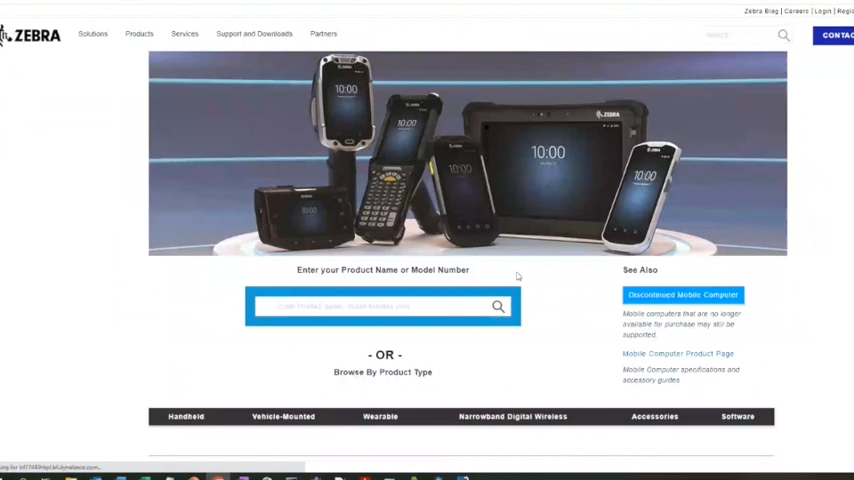 Zebra Blog | Careers | Login | Regis
ZEBRA
Solutions
Products
Services
Support and Downloads
Partners
CONTAC
ZEBRA
10:00
10:00
10:00
ZEBRA
10:00
10:00
10:00
Enter your Product Name or Model Number
See Also
Discontinued Mobile Computer
Mobile computers that are no longer
available for purchase may still be
supported.
- OR -
Mobile Computer Product Page
Browse By Product Type
Mobile Computer specifications and
accessory guides
Handheld
Vehicle-Mounted
Wearable
Narrowband Digital Wireless
Accessories
Software